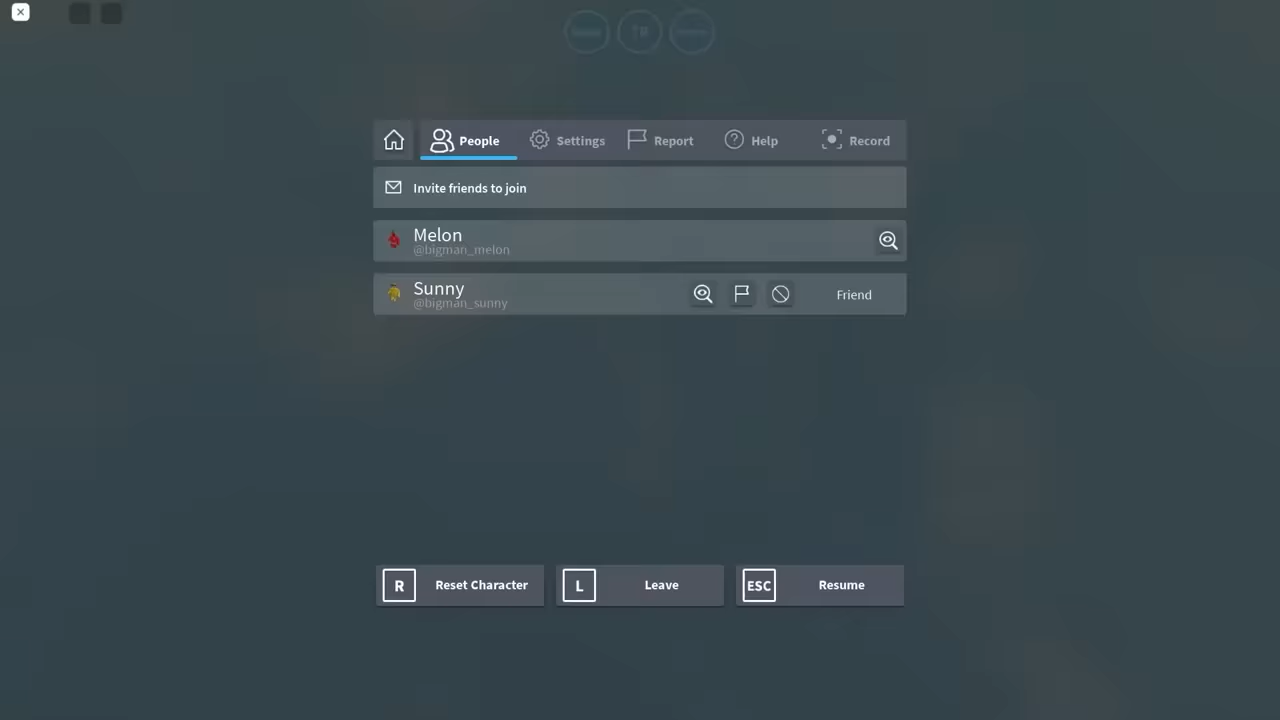 People
Settings
Report
Help
Record
Invite friends to join
Melon
@bigman_melon
Sunny
@bigman_sunny
Friend
R Reset Character
L Leave
ESC Resume